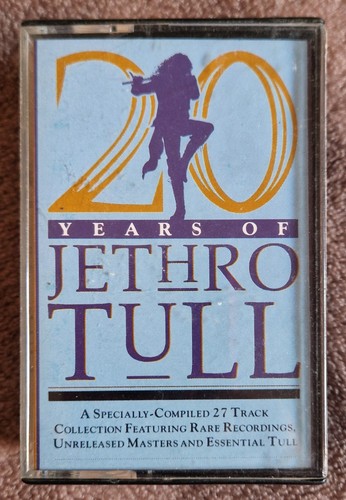 20
YEARS OF
JETHRO
TULL
A SPECIALLY-COMPILED 27 TRACK
COLLECTION FEATURING RARE RECORDINGS,
UNRELEASED MASTERS AND ESSENTIAL TULL